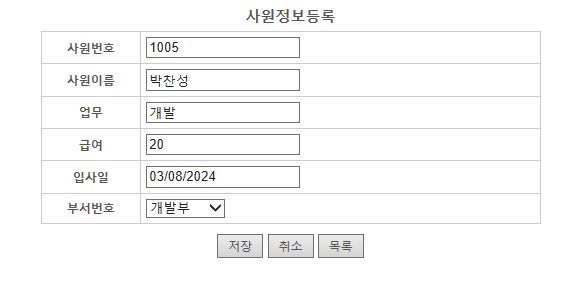 사원정보등록
사원번호 1005
사원이름 박찬성
업무 개발
급여 20
입사일 03/08/2024
부서번호 개발부
저장 취소 목록